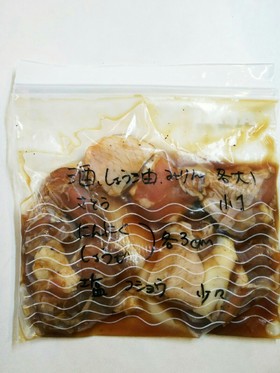 酒、しょう油、みりん 各大1
さとう 小1
にんにく
しょうが ) 各3cm
塩 コショウ 少々